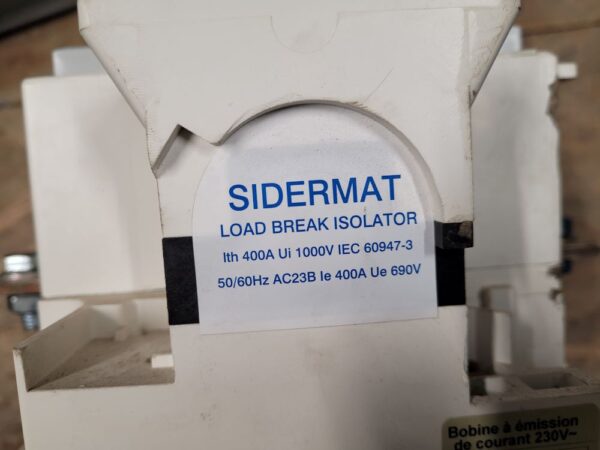 SIDERMAT
LOAD BREAK ISOLATOR
Ith 400A Ui 1000V IEC 60947-3
50/60Hz AC23B Ie 400A Ue 690V
Bobine à émission
de courant 230V~